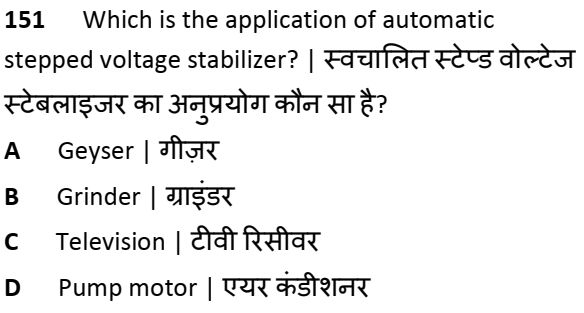 151 Which is the application of automatic
stepped voltage stabilizer? | स्वचालित स्टेप्ड वोल्टेज
स्टेबलाइजर का अनुप्रयोग कौन सा है?
A Geyser | गीज़र
B Grinder | ग्राइंडर
C Television | टीवी रिसीवर
D Pump motor | एयर कंडीशनर